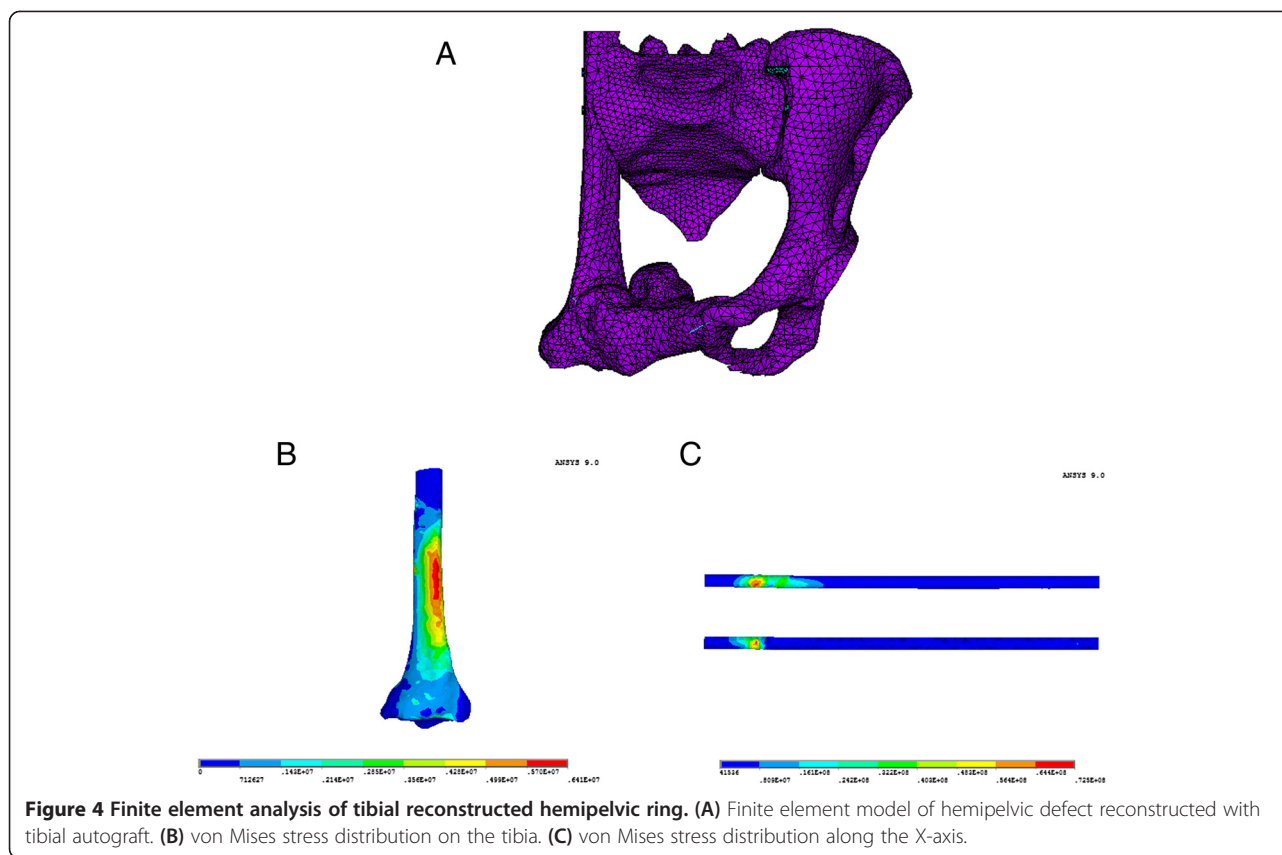 A
B
C
ANSYS 9.0
ANSYS 9.0
0 712627 .143E+07 .214E+07 .285E+07 .356E+07 .428E+07 .499E+07 .570E+07 .641E+07
41536 .809E+07 .161E+08 .242E+08 .322E+08 .403E+08 .483E+08 .564E+08 .644E+08 .725E+08
Figure 4 Finite element analysis of tibial reconstructed hemipelvic ring. (A) Finite element model of hemipelvic defect reconstructed with
tibial autograft. (B) von Mises stress distribution on the tibia. (C) von Mises stress distribution along the X-axis.